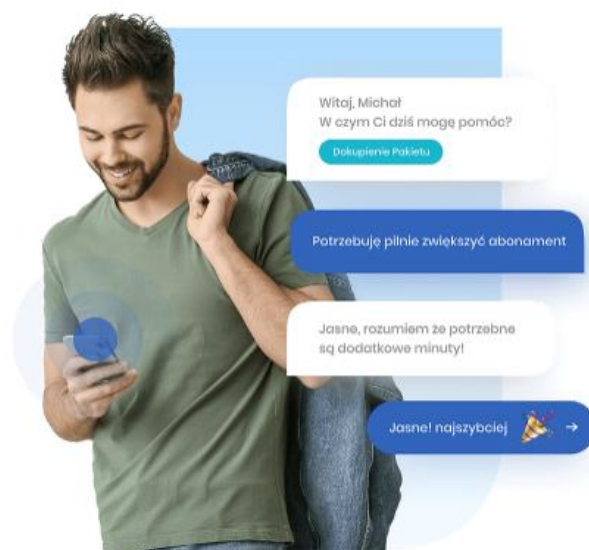 Witaj, Michał
W czym Ci dziś mogę pomóc?
Dokupienie Pakietu
Potrzebuję pilnie zwiększyć abonament
Jasne, rozumiem że potrzebne
są dodatkowe minuty!
Jasne! najszybciej